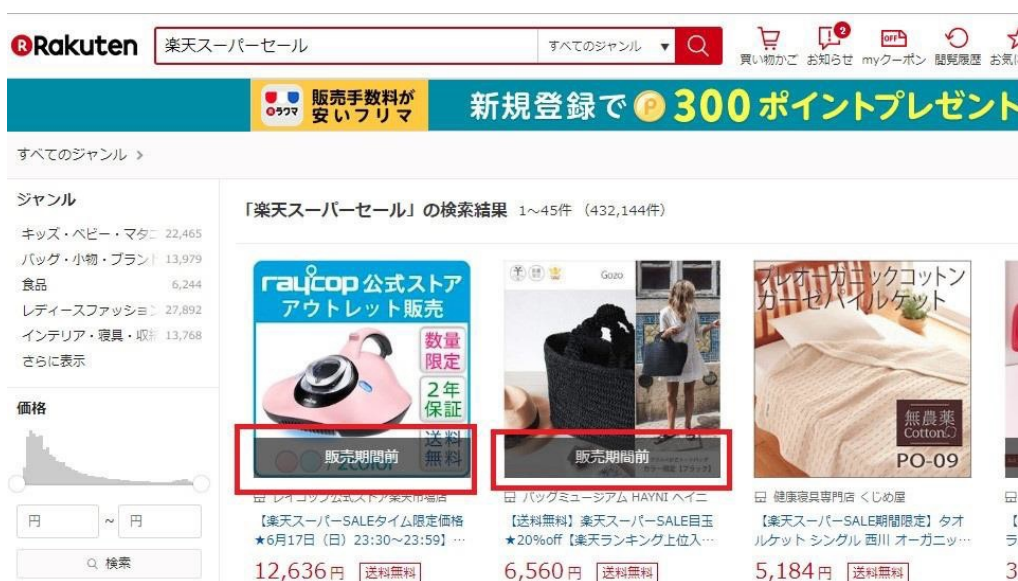 Rakuten
楽天スーパーセール
すべてのジャンル ▼
2
OFF
買い物かご お知らせ myクーポン 閲覧履歴 お気に
ラクマ
販売手数料が
安いフリマ
新規登録で P 300 ポイントプレゼント
すべてのジャンル >
ジャンル
キッズ・ベビー・マタ 22,465
バッグ・小物・ブランド 13,979
食品 6,244
レディースファッション 27,892
インテリア・寝具・収納 13,768
さらに表示
価格
円 ~ 円
検索
「楽天スーパーセール」の検索結果 1~45件 (432,144件)
raycop 公式ストア
アウトレット販売
数量
限定
2年
保証
送料
無料
2color
販売期間前
レイコップ公式ストア楽天市場店
【楽天スーパーSALEタイム限定価格
★6月17日(日)23:30~23:59】…
12,636円 送料無料
Gozo
販売期間前
バッグミュージアム HAYNI ヘイニ
【送料無料】楽天スーパーSALE目玉
★20%off【楽天ランキング上位入…
6,560円 送料無料
プレオーガニックコットン
ガーゼパイルケット
無農薬
Cotton
PO-09
健康寝具専門店 くじめ屋
【楽天スーパーSALE期間限定】タオ
ルケット シングル 西川 オーガニッ…
5,184円 送料無料
【
ラ
3